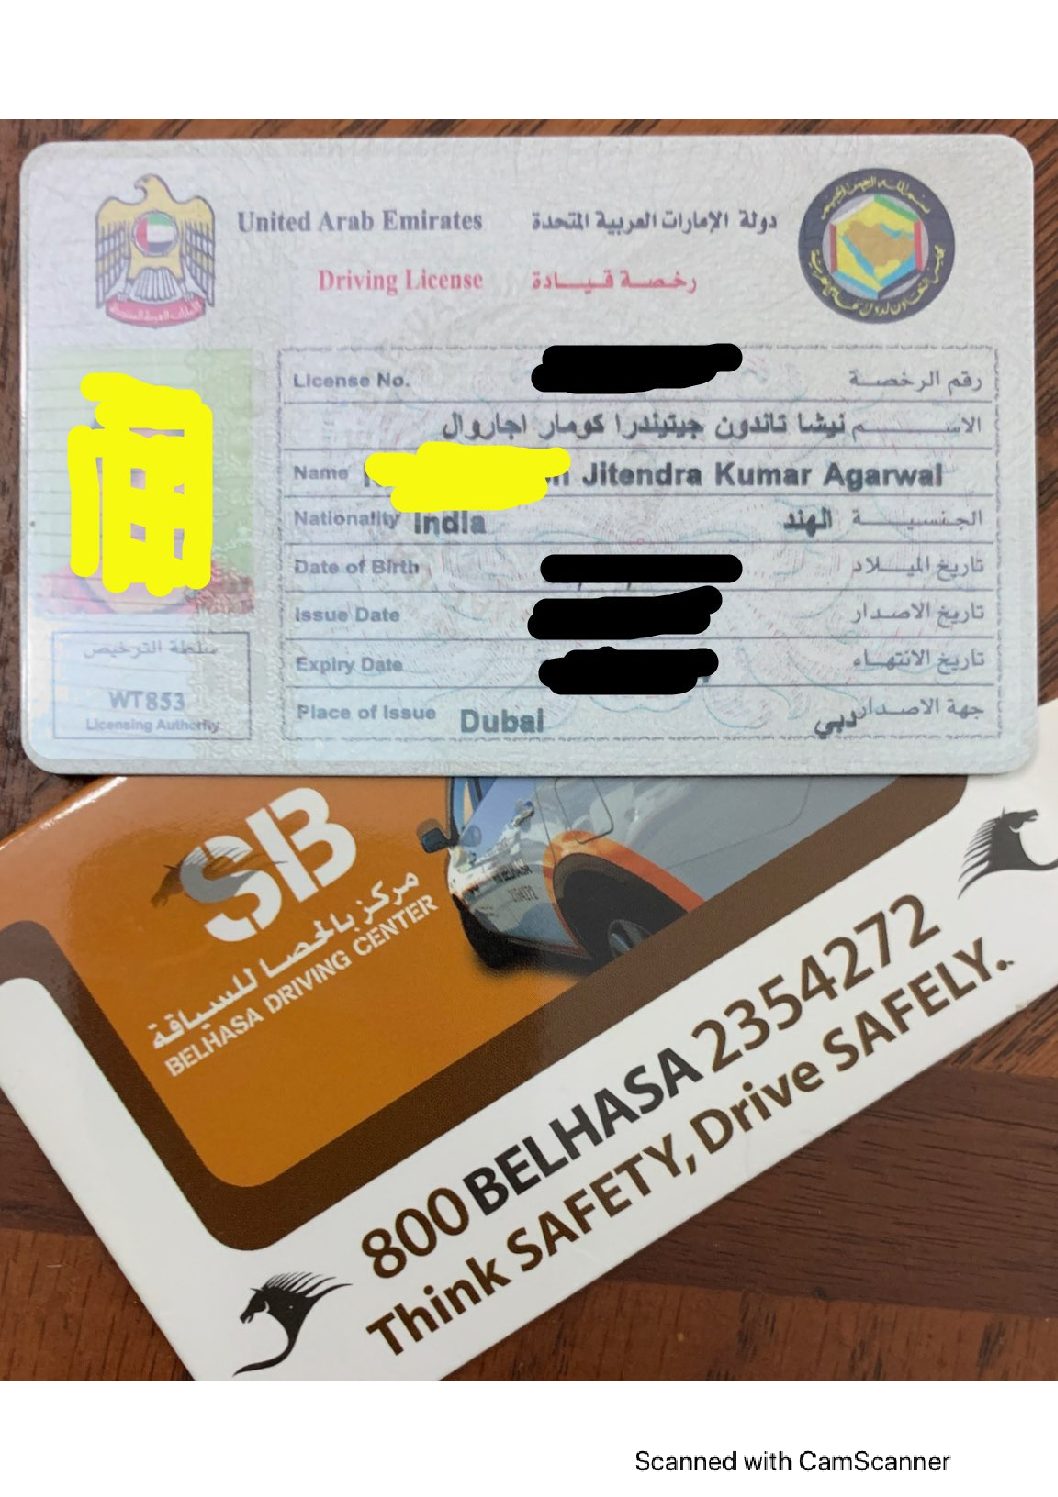 United Arab Emirates دولة الإمارات العربية المتحدة
Driving License رخصة قيادة
License No. رقم الرخصة
الاسم نيشا تاندون جيتيندرا كومار اجاروال
Name Jitendra Kumar Agarwal
Nationality India الهند الجنسية
Date of Birth تاريخ الميلاد
Issue Date تاريخ الاصدار
Expiry Date تاريخ الانتهاء
Place of Issue Dubai دبي جهة الاصدار
سلطة الترخيص
WT853
Licensing Authority
SB
مركز بالحصا للسياقة
BELHASA DRIVING CENTER
800 BELHASA 2354272
Think SAFETY, Drive SAFELY.
Scanned with CamScanner